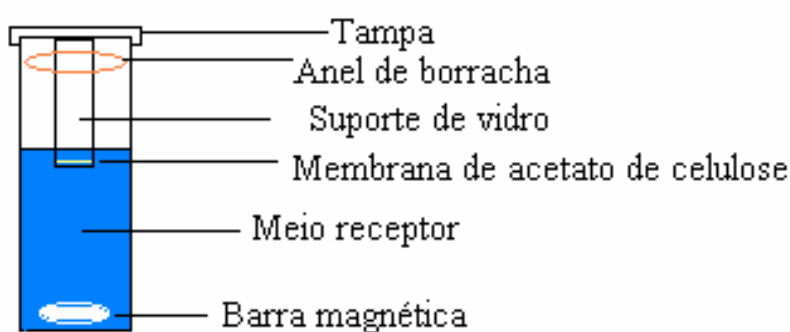 Tampa
Anel de borracha
Suporte de vidro
Membrana de acetato de celulose
Meio receptor
Barra magnética